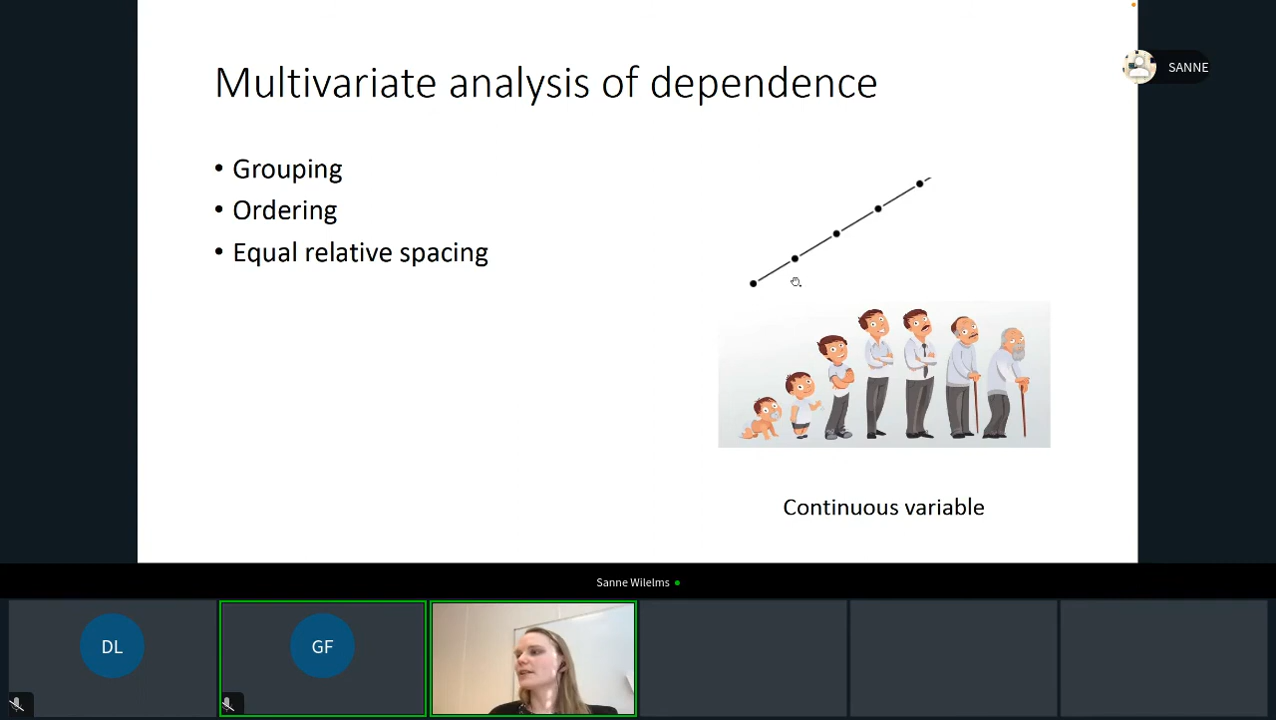 Multivariate analysis of dependence
SANNE
• Grouping
• Ordering
• Equal relative spacing
Continuous variable
Sanne Wilelms
DL
GF